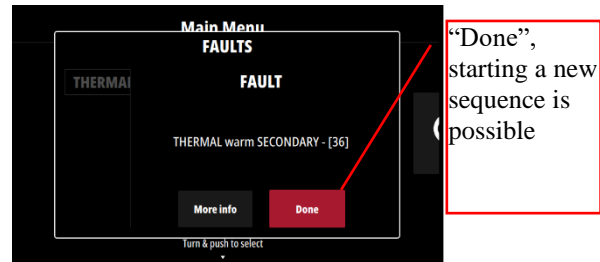 Main Menu
FAULTS
THERMAL
FAULT
THERMAL warm SECONDARY - [36]
More info
Done
Turn & push to select
“Done”,
starting a new
sequence is
possible